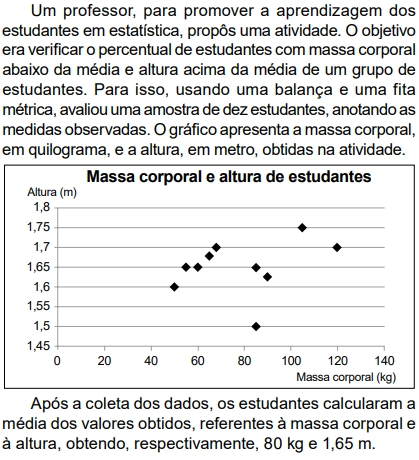 Um professor, para promover a aprendizagem dos
estudantes em estatística, propôs uma atividade. O objetivo
era verificar o percentual de estudantes com massa corporal
abaixo da média e altura acima da média de um grupo de
estudantes. Para isso, usando uma balança e uma fita
métrica, avaliou uma amostra de dez estudantes, anotando as
medidas observadas. O gráfico apresenta a massa corporal,
em quilograma, e a altura, em metro, obtidas na atividade.
Massa corporal e altura de estudantes
Altura (m)
1,8
1,75
1,7
1,65
1,6
1,55
1,5
1,45
0 20 40 60 80 100 120 140
Massa corporal (kg)
Após a coleta dos dados, os estudantes calcularam a
média dos valores obtidos, referentes à massa corporal e
à altura, obtendo, respectivamente, 80 kg e 1,65 m.